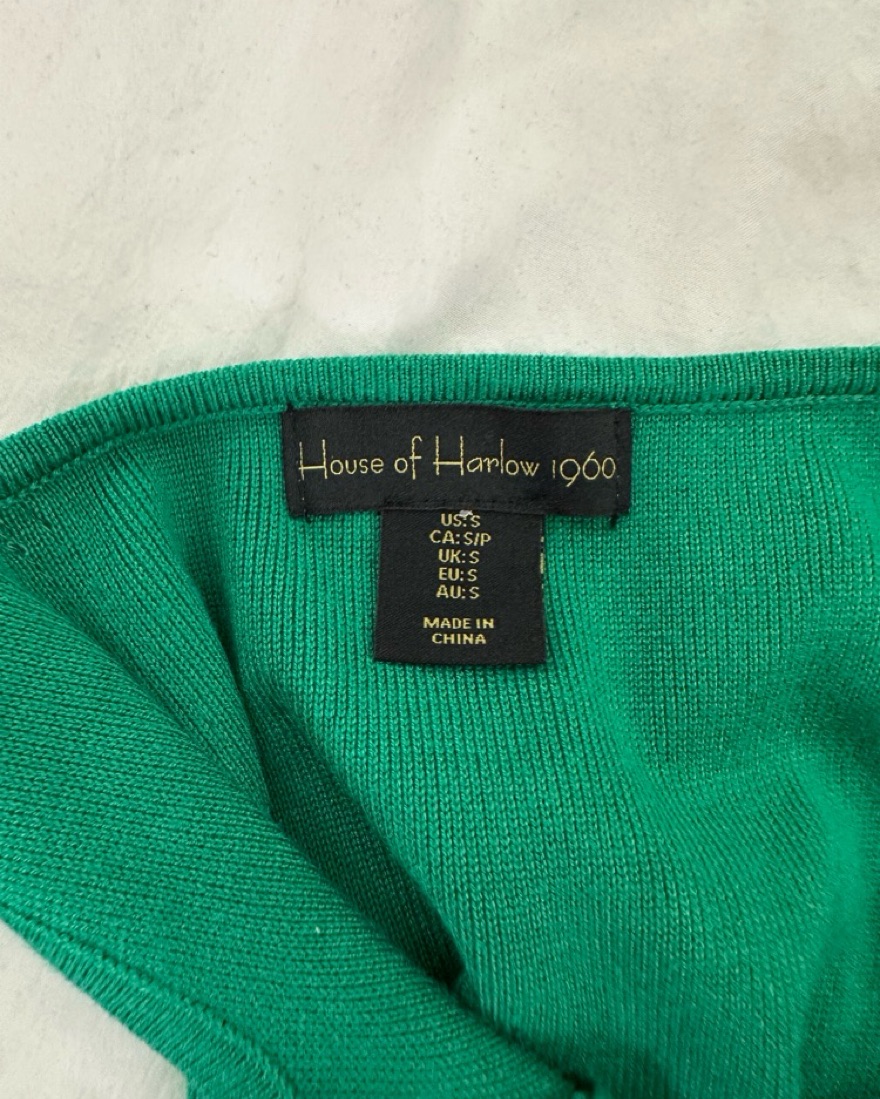 House of Harlow 1960
US: S
CA: S/P
UK: S
EU: S
AU: S
MADE IN
CHINA